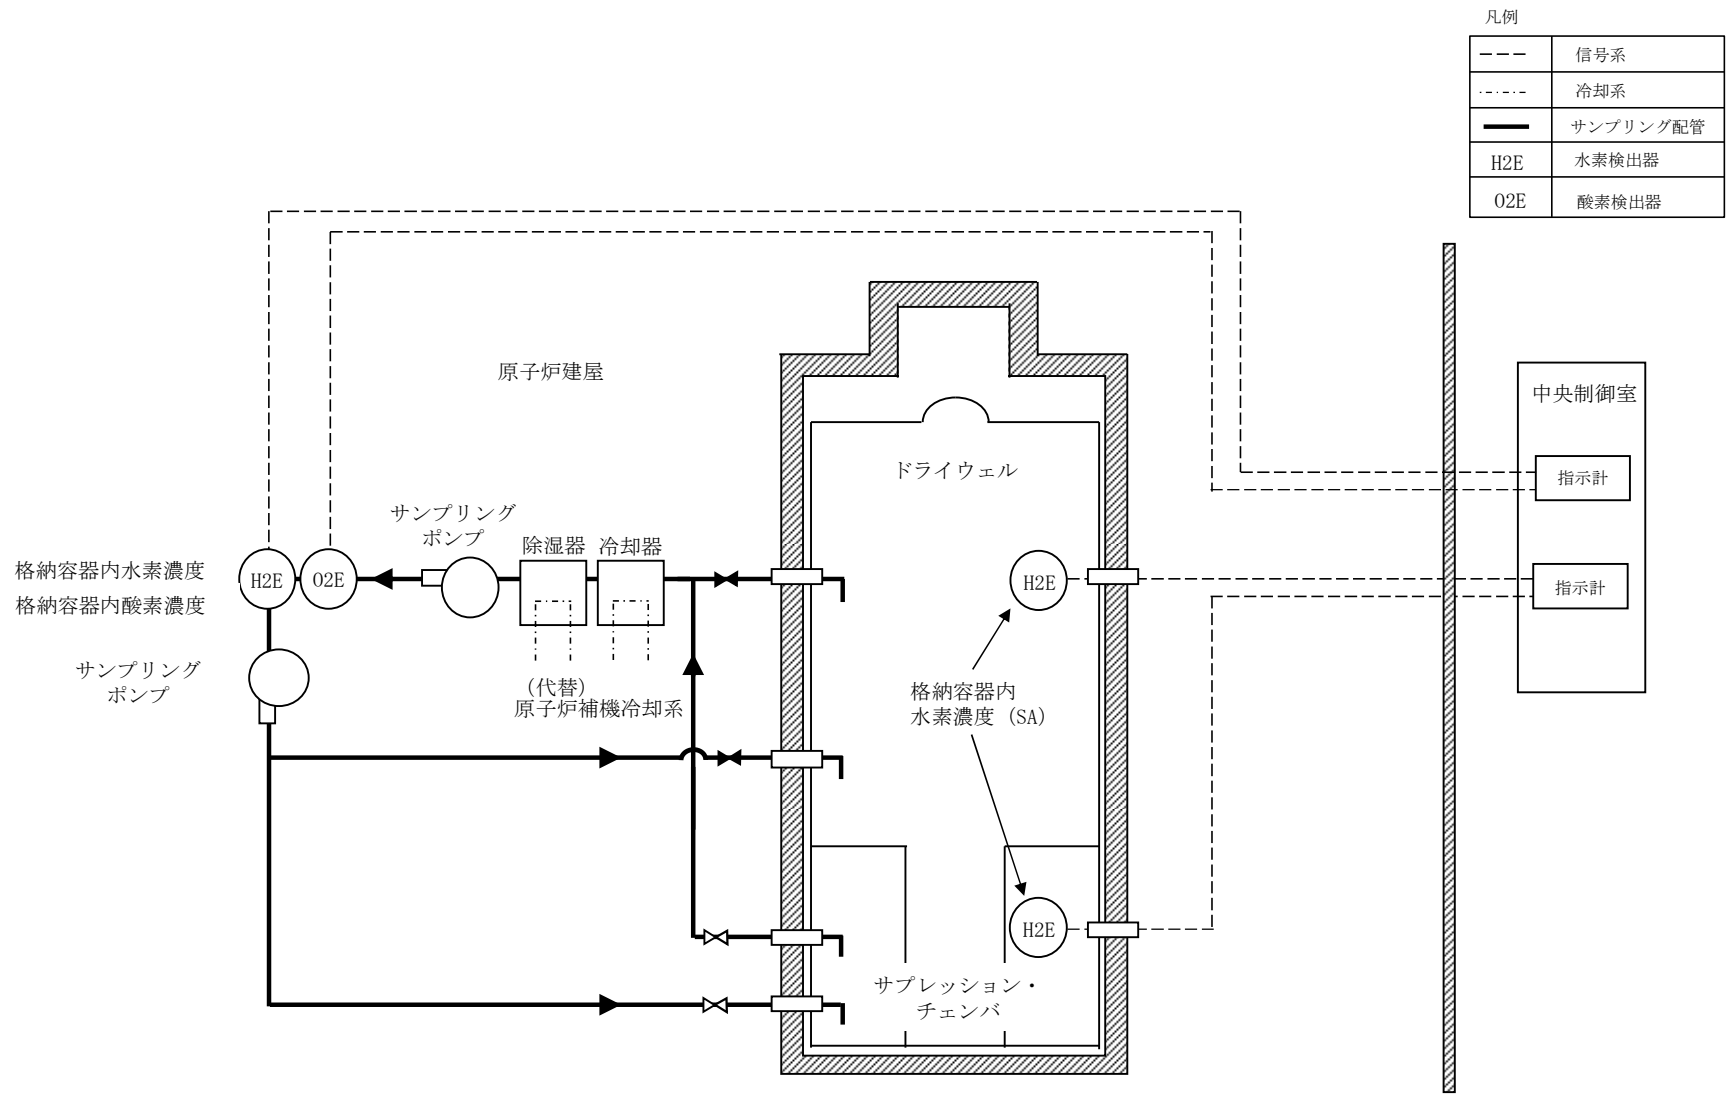 凡例
信号系
冷却系
サンプリング配管
H2E
水素検出器
O2E
酸素検出器
原子炉建屋
中央制御室
ドライウェル
指示計
サンプリング
ポンプ
除湿器
冷却器
格納容器内水素濃度
格納容器内酸素濃度
H2E
O2E
H2E
指示計
サンプリング
ポンプ
(代替)
原子炉補機冷却系
格納容器内
水素濃度(SA)
H2E
サプレッション・
チェンバ